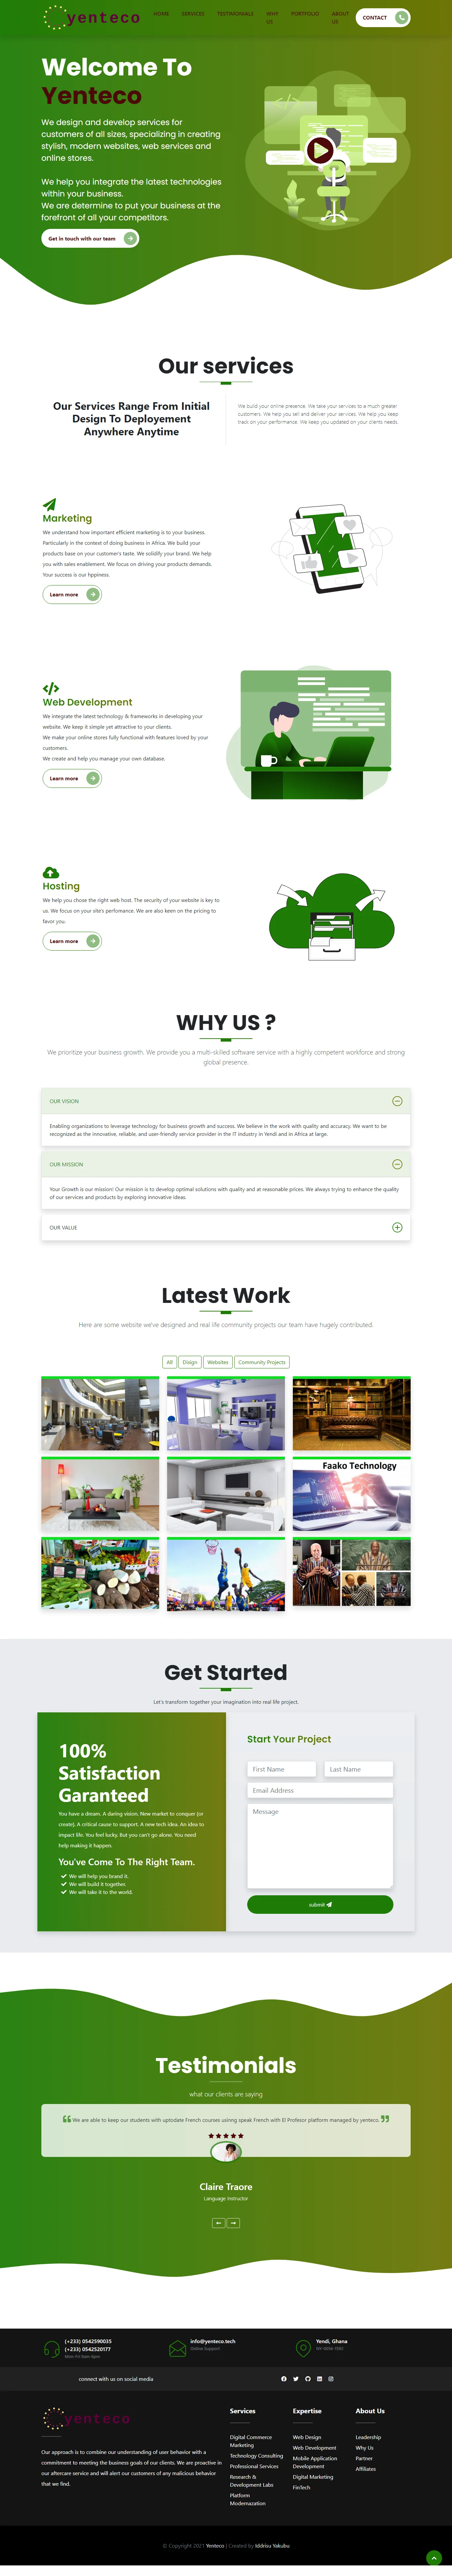 yenteco
HOME SERVICES TESTIMONIALS WHY US PORTFOLIO ABOUT US CONTACT
Welcome To
Yenteco
We design and develop services for
customers of all sizes, specializing in creating
stylish, modern websites, web services and
online stores.
We help you integrate the latest technologies
within your business.
We are determine to put your business at the
forefront of all your competitors.
Get in touch with our team
Our services
Our Services Range From Initial
Design To Deployement
Anywhere Anytime
We build your online presence. We take your services to a much greater
customers. We help you sell and deliver your services. We help you keep
track on your performance. We keep you updated on your clients needs.
Marketing
We understand how important efficient marketing is to your business.
Particularly in the context of doing business in Africa. We build your
products base on your customer's taste. We solidify your brand. We help
you with sales enablement. We focus on driving your products demands.
Your success is our hppiness.
Learn more
Web Development
We integrate the latest technology & frameworks in developing your
website. We keep it simple yet attractive to your clients.
We make your online stores fully functional with features loved by your
customers.
We create and help you manage your own database.
Learn more
Hosting
We help you chose the right web host. The security of your website is key to
us. We focus on your site's perfomance. We are also keen on the pricing to
favor you.
Learn more
WHY US ?
We prioritize your business growth. We provide you a multi-skilled software service with a highly competent workforce and strong
global presence.
OUR VISION
Enabling organizations to leverage technology for business growth and success. We believe in the work with quality and accuracy. We want to be
recognized as the innovative, reliable, and user-friendly service provider in the IT industry in Yendi and in Africa at large.
OUR MISSION
Your Growth is our mission! Our mission is to develop optimal solutions with quality and at reasonable prices. We always trying to enhance the quality
of our services and products by exploring innovative ideas.
OUR VALUE
Latest Work
Here are some website we've designed and real life community projects our team have hugely contributed.
All Disign Websites Community Projects
Faako Technology
Get Started
Let's transform together your imagination into real life project.
100%
Satisfaction
Garanteed
You have a dream. A daring vision. New market to conquer (or
create). A critical cause to support. A new tech idea. An idea to
impact life. You feel lucky. But you can't go alone. You need
help making it happen.
You've Come To The Right Team.
We will help you brand it.
We will build it together.
We will take it to the world.
Start Your Project
First Name Last Name
Email Address
Message
submit
Testimonials
what our clients are saying
We are able to keep our students with uptodate French courses usining speak French with El Profesor platform managed by yenteco.
Claire Traore
Language Instructor
(+233) 0542590035
(+233) 0542520177
Mon-Fri 8am-6pm
info@yenteco.tech
Online Support
Yendi, Ghana
connect with us on social media
yenteco
Our approach is to combine our understanding of user behavior with a
commitment to meeting the business goals of our clients. We are proactive in
our aftercare service and will alert our customers of any malicious behavior
that we find.
Services
Digital Commerce
Marketing
Technology Consulting
Professional Services
Research &
Development Labs
Platform
Modernazation
Expertise
Web Design
Web Development
Mobile Application
Development
Digital Marketing
FinTech
About Us
Leadership
Why Us
Partner
Affiliates
© Copyright 2021 Yenteco | Created by Iddrisu Yakubu